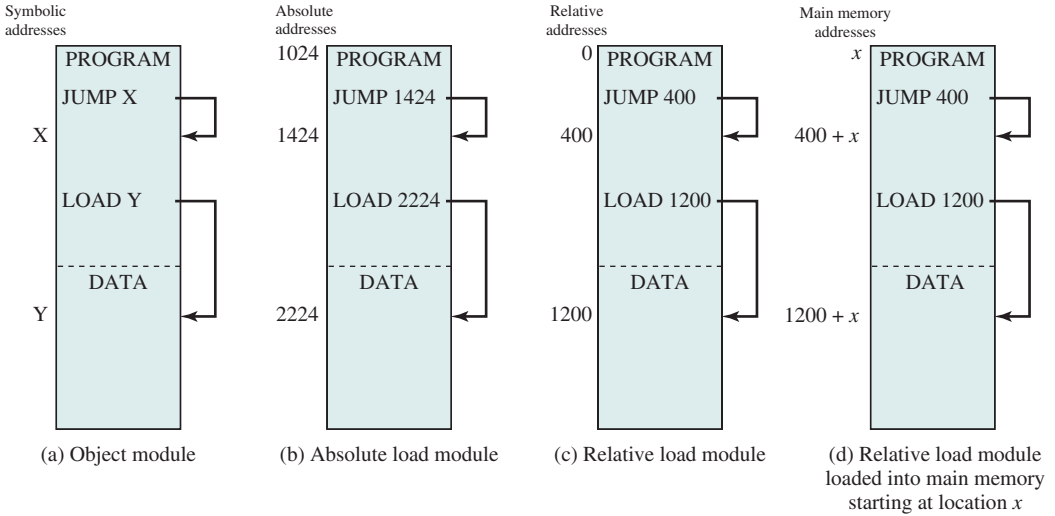 Symbolic
addresses
PROGRAM
JUMP X
X
LOAD Y
DATA
Y
(a) Object module
Absolute
addresses
1024
PROGRAM
JUMP 1424
1424
LOAD 2224
DATA
2224
(b) Absolute load module
Relative
addresses
0
PROGRAM
JUMP 400
400
LOAD 1200
DATA
1200
(c) Relative load module
Main memory
addresses
x
PROGRAM
JUMP 400
400 + x
LOAD 1200
DATA
1200 + x
(d) Relative load module
loaded into main memory
starting at location x